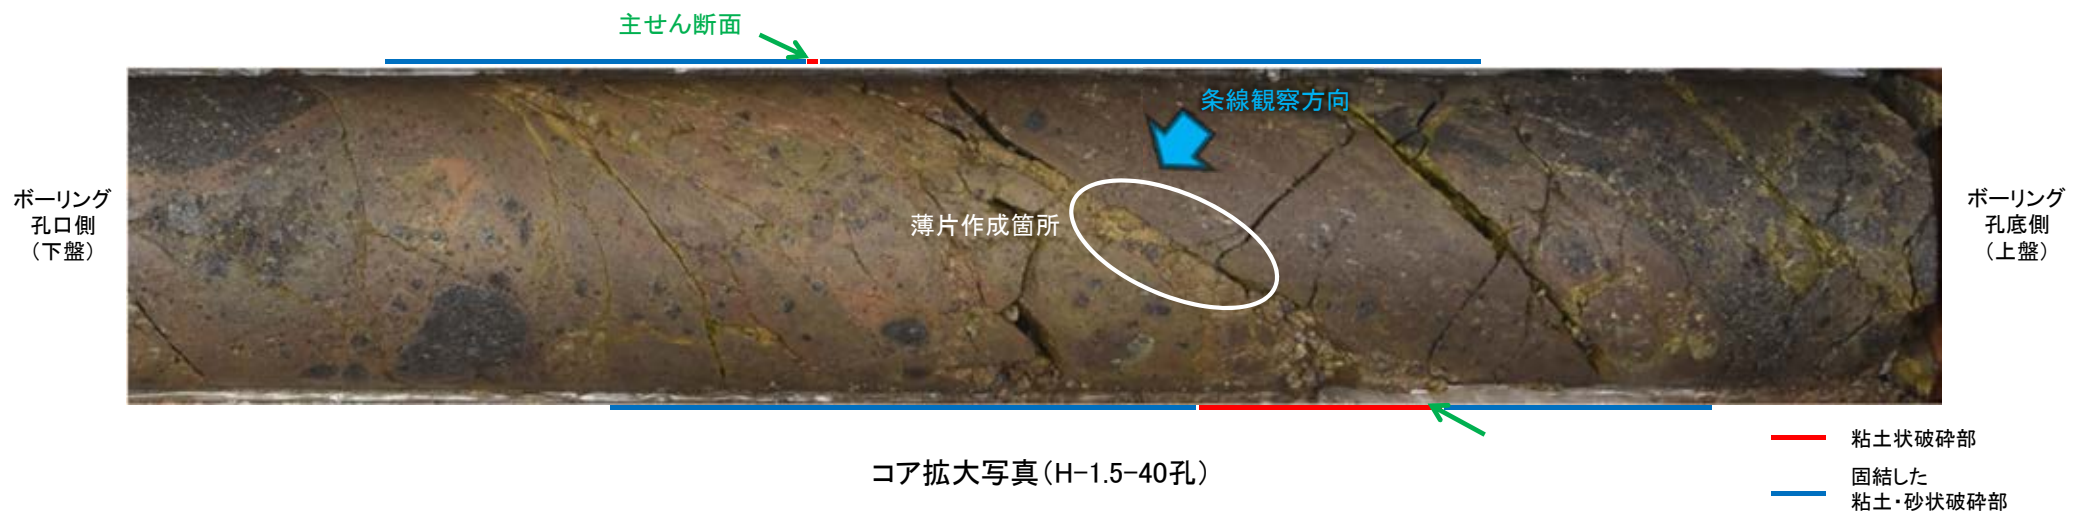 主せん断面
条線観察方向
ボーリング
孔口側
(下盤)
薄片作成箇所
ボーリング
孔底側
(上盤)
粘土状破砕部
コア拡大写真(H-1.5-40孔)
固結した
粘土・砂状破砕部